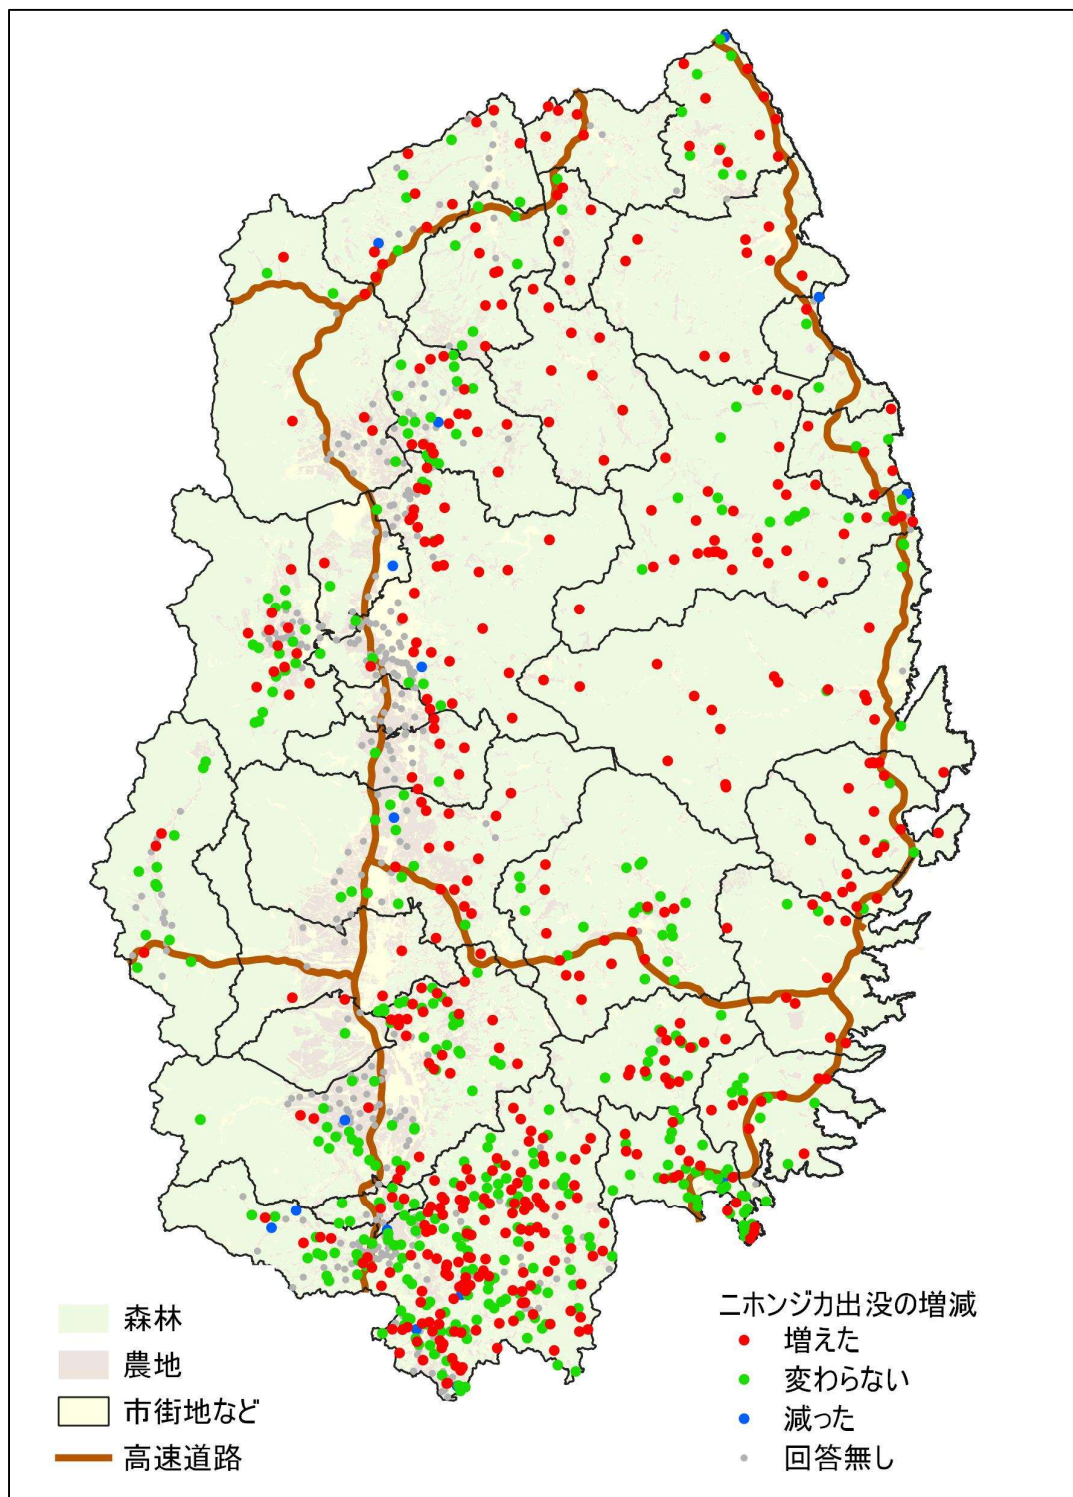 森林
農地
市街地など
高速道路
ニホンジカ出没の増減
増えた
変わらない
減った
回答無し